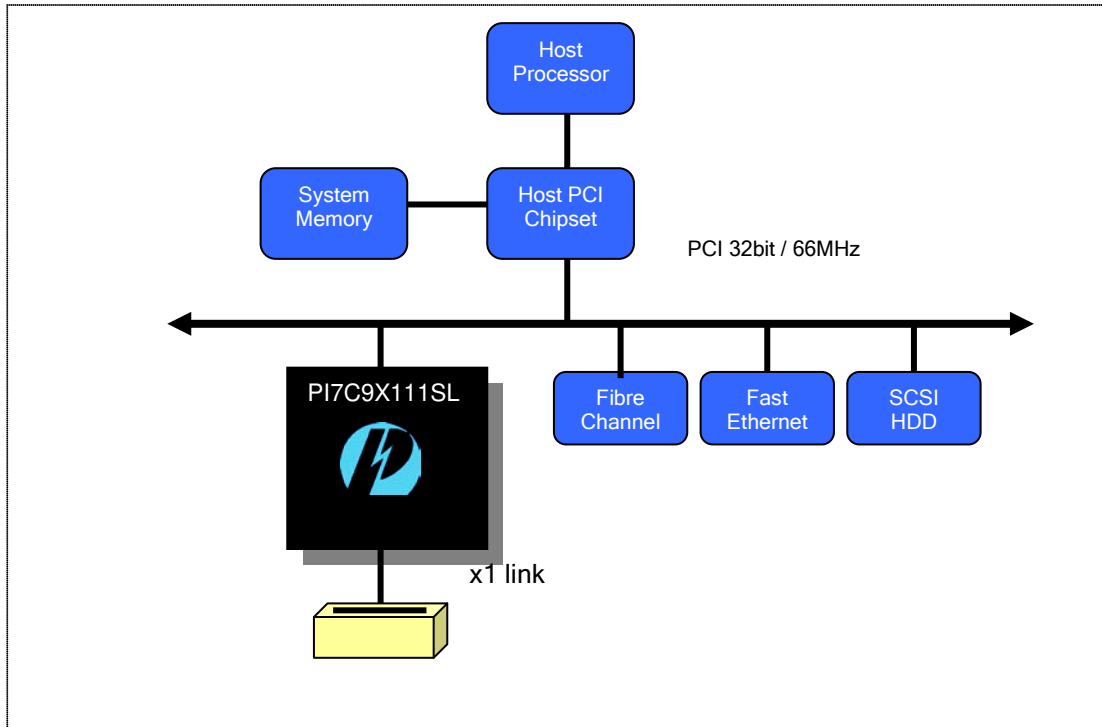 Host
Processor
System
Memory
Host PCI
Chipset
PCI 32bit / 66MHz
PI7C9X111SL
Fibre
Channel
Fast
Ethernet
SCSI
HDD
x1 link